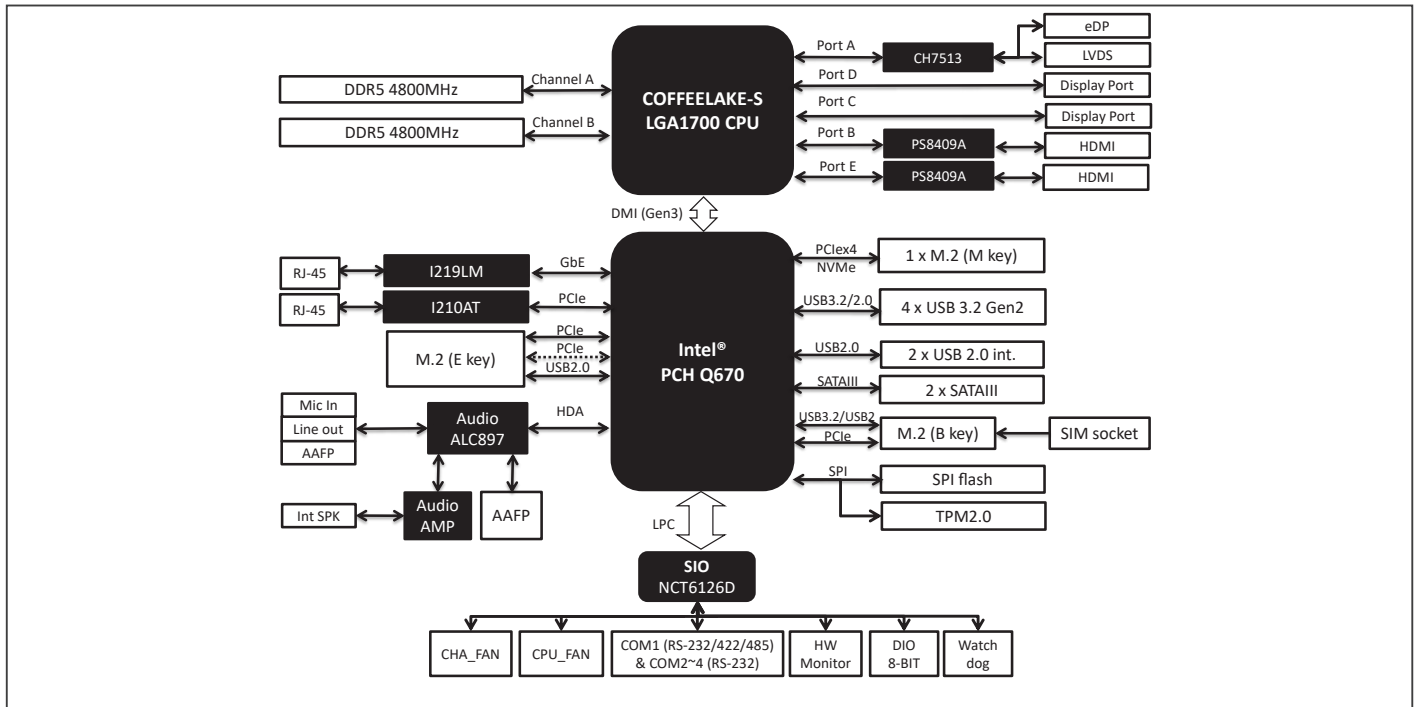 eDP
Port A
CH7513
LVDS
Channel A
DDR5 4800MHz
COFFEELAKE-S
LGA1700 CPU
Port D
Display Port
Port C
Display Port
Channel B
DDR5 4800MHz
Port B
PS8409A
HDMI
Port E
PS8409A
HDMI
DMI (Gen3)
RJ-45
I219LM
GbE
PCIex4
NVMe
1 x M.2 (M key)
RJ-45
I210AT
PCIe
USB3.2/2.0
4 x USB 3.2 Gen2
M.2 (E key)
PCIe
PCIe
USB2.0
Intel®
PCH Q670
USB2.0
2 x USB 2.0 int.
SATAIII
2 x SATAIII
Mic In
Line out
AAFP
Audio
ALC897
HDA
USB3.2/USB2
PCIe
M.2 (B key)
SIM socket
SPI
SPI flash
TPM2.0
Int SPK
Audio
AMP
AAFP
LPC
SIO
NCT6126D
CHA_FAN
CPU_FAN
COM1 (RS-232/422/485)
& COM2~4 (RS-232)
HW
Monitor
DIO
8-BIT
Watch
dog